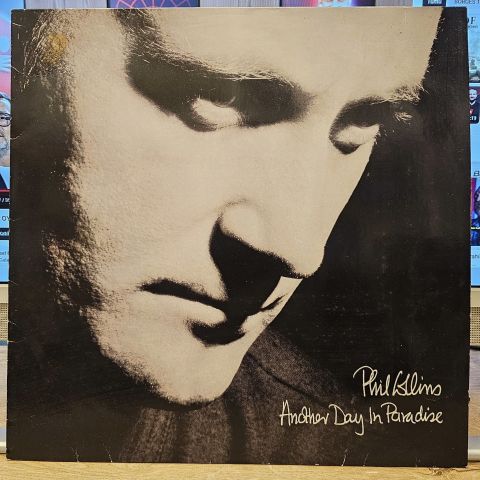 Phil Collins
Another Day In Paradise